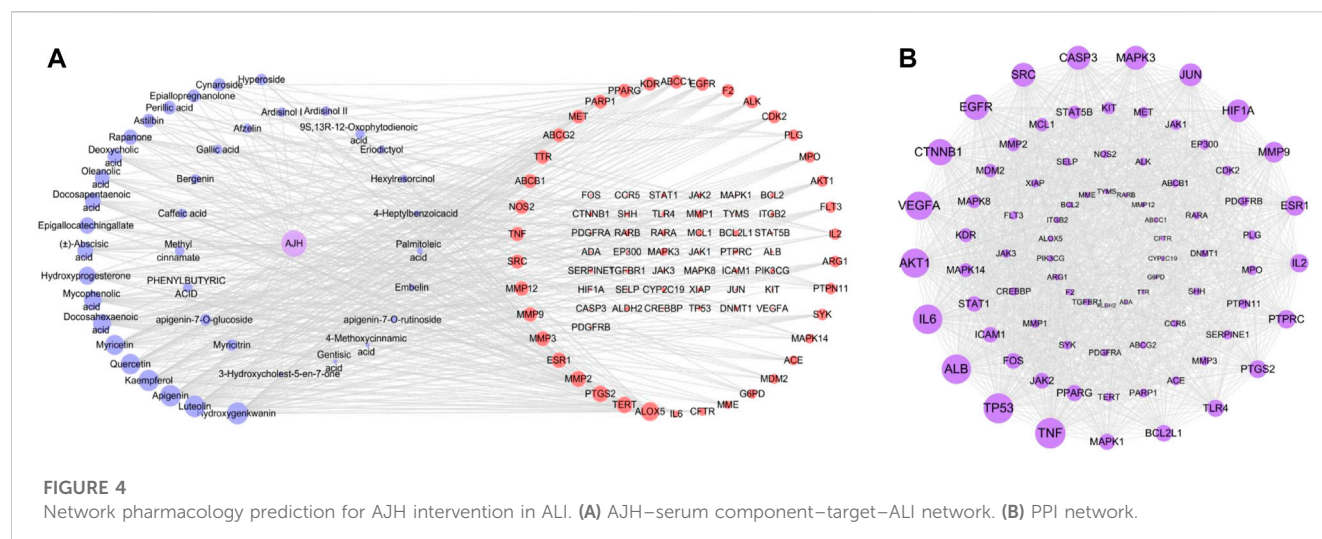 A
Hyperoside
Cynaroside
Epiallopregnanolone
Perillic acid
Astilbin
Rapanone
Deoxycholic acid
Oleanolic acid
Docosapentaenoic acid
Epigallocatechingallate
(±)-Abscisic acid
Hydroxyprogesterone
Mycophenolic acid
Docosahexaenoic acid
Myricetin
Quercetin
Kaempferol
Apigenin
Luteolin
Hydroxygenkwanin
Ardisinol I
Ardisinol II
Afzelin
9S,13R-12-Oxophytodienoic acid
Gallic acid
Eriodictyol
Bergenin
Hexylresorcinol
Caffeic acid
4-Heptylbenzoicacid
AJH
Methyl cinnamate
Palmitoleic acid
PHENYLBUTYRIC ACID
Embelin
apigenin-7-O-glucoside
apigenin-7-O-rutinoside
Myricitrin
4-Methoxycinnamic acid
Gentisic acid
3-Hydroxycholest-5-en-7-one
ABCC1
KDR
EGFR
PPARG
F2
PARP1
ALK
MET
CDK2
ABCG2
PLG
TTR
MPO
ABCB1
AKT1
NOS2
FLT3
TNF
IL2
SRC
ARG1
MMP12
PTPN11
MMP9
SYK
MMP3
MAPK14
ESR1
ACE
MMP2
MDM2
PTGS2
G6PD
TERT
MME
ALOX5
IL6
CFTR
FOS CCR5 STAT1 JAK2 MAPK1 BCL2
CTNNB1 SHH TLR4 MMP1 TYMS ITGB2
PDGFRA RARB RARA MCL1 BCL2L1 STAT5B
ADA EP300 MAPK3 JAK1 PTPRC ALB
SERPINE1 TGFBR1 JAK3 MAPK8 ICAM1 PIK3CG
HIF1A SELP CYP2C19 XIAP JUN KIT
CASP3 ALDH2 CREBBP TP53 DNMT1 VEGFA
PDGFRB
B
CASP3
MAPK3
SRC
JUN
EGFR
HIF1A
CTNNB1
MMP9
VEGFA
ESR1
AKT1
IL2
IL6
PTPRC
ALB
PTGS2
TP53
TLR4
TNF
BCL2L1
MAPK1
KIT
STAT5B
MET
MCL1
JAK1
MMP2
EP300
MDM2
CDK2
MAPK8
PDGFRB
KDR
PLG
MAPK14
MPO
STAT1
PTPN11
ICAM1
SERPINE1
FOS
MMP3
JAK2
ACE
PPARG
PARP1
TERT
NOS2
SELP
ALK
XIAP
ABCB1
FLT3
RARA
JAK3
DNMT1
CREBBP
SHH
MMP1
CCR5
SYK
ABCG2
PDGFRA
TYMS
MME
RARB
BCL2
MMP12
ITGB2
ABCC1
ALOX5
CFTR
PIK3CG
CYP2C19
ARG1
G6PD
F2
TTR
TGFBR1
ADA
ALDH2
FIGURE 4
Network pharmacology prediction for AJH intervention in ALI. (A) AJH–serum component–target–ALI network. (B) PPI network.